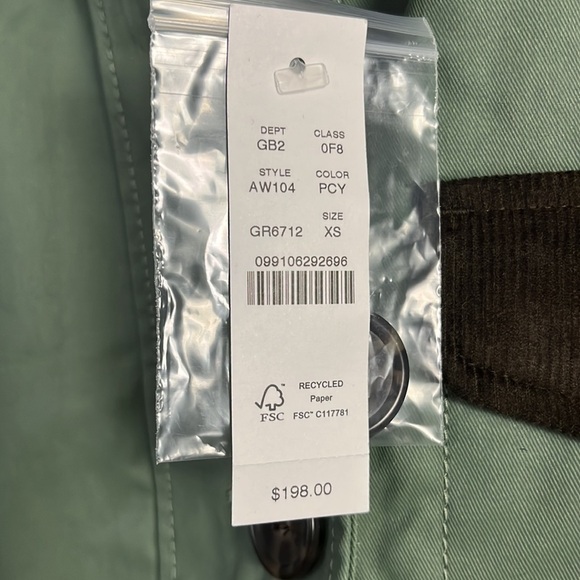 DEPT CLASS
GB2 0F8
STYLE COLOR
AW104 PCY
SIZE
GR6712 XS
099106292696
RECYCLED
Paper
FSC™ C117781
FSC
$198.00